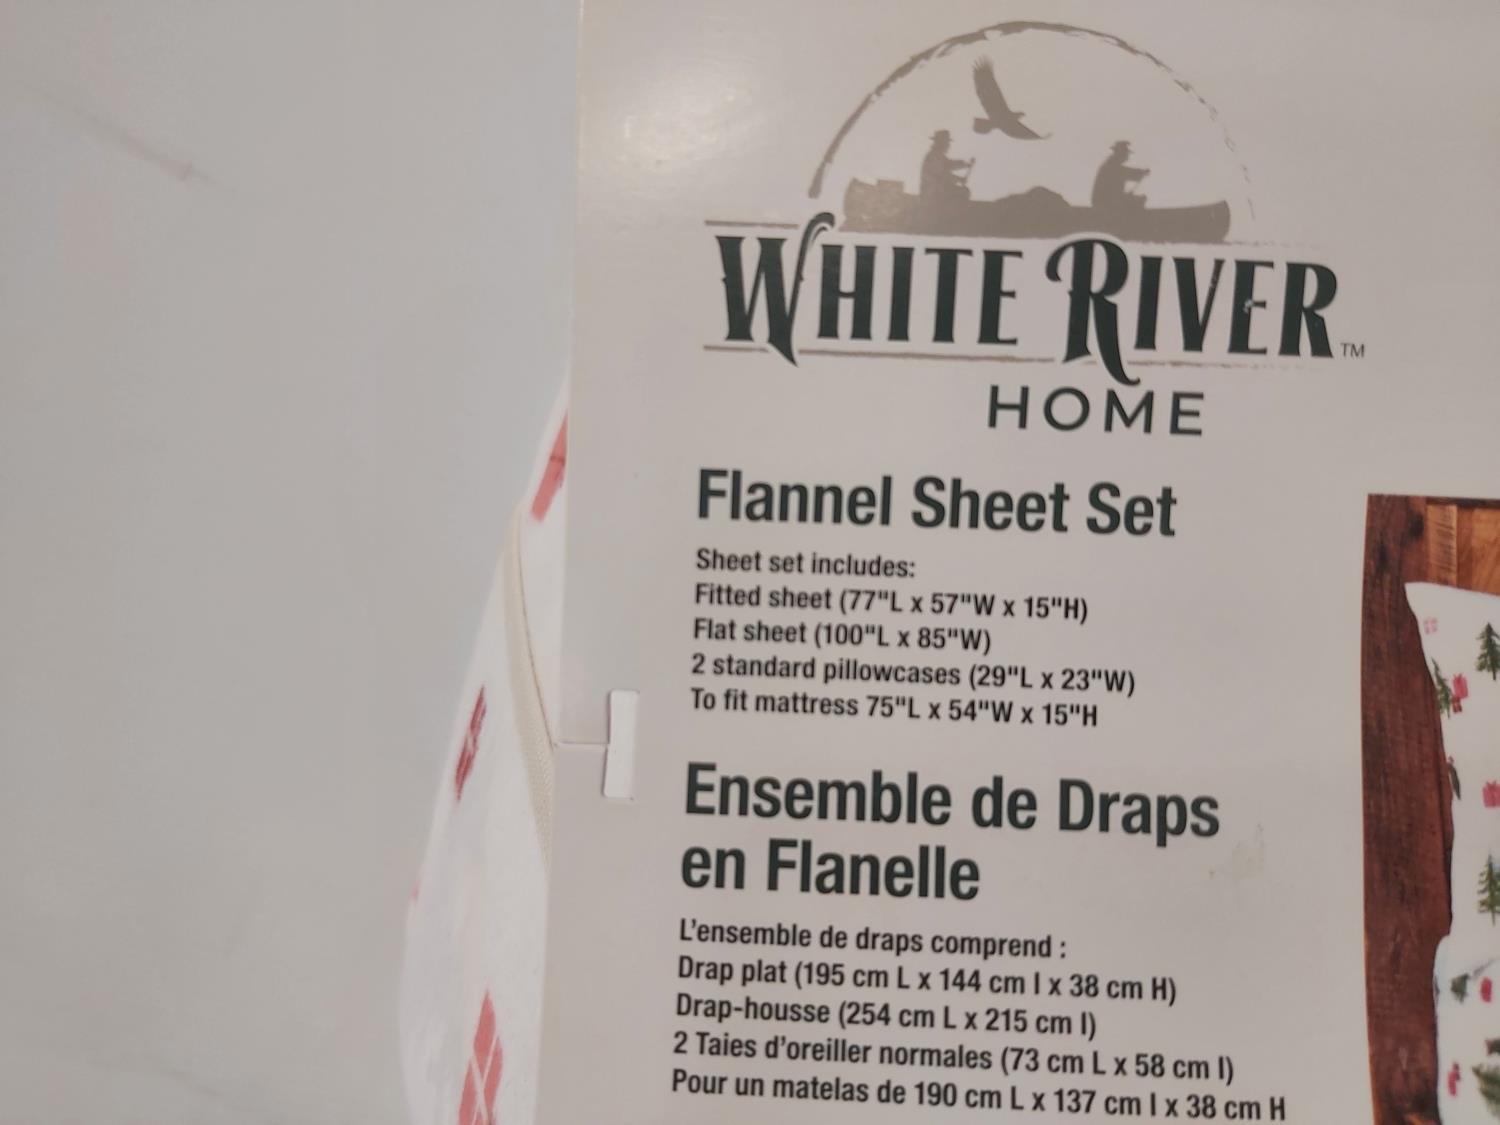 WHITE RIVER™
HOME
Flannel Sheet Set
Sheet set includes:
Fitted sheet (77"L x 57"W x 15"H)
Flat sheet (100"L x 85"W)
2 standard pillowcases (29"L x 23"W)
To fit mattress 75"L x 54"W x 15"H
Ensemble de Draps
en Flanelle
L'ensemble de draps comprend :
Drap plat (195 cm L x 144 cm l x 38 cm H)
Drap-housse (254 cm L x 215 cm l)
2 Taies d'oreiller normales (73 cm L x 58 cm l)
Pour un matelas de 190 cm L x 137 cm l x 38 cm H